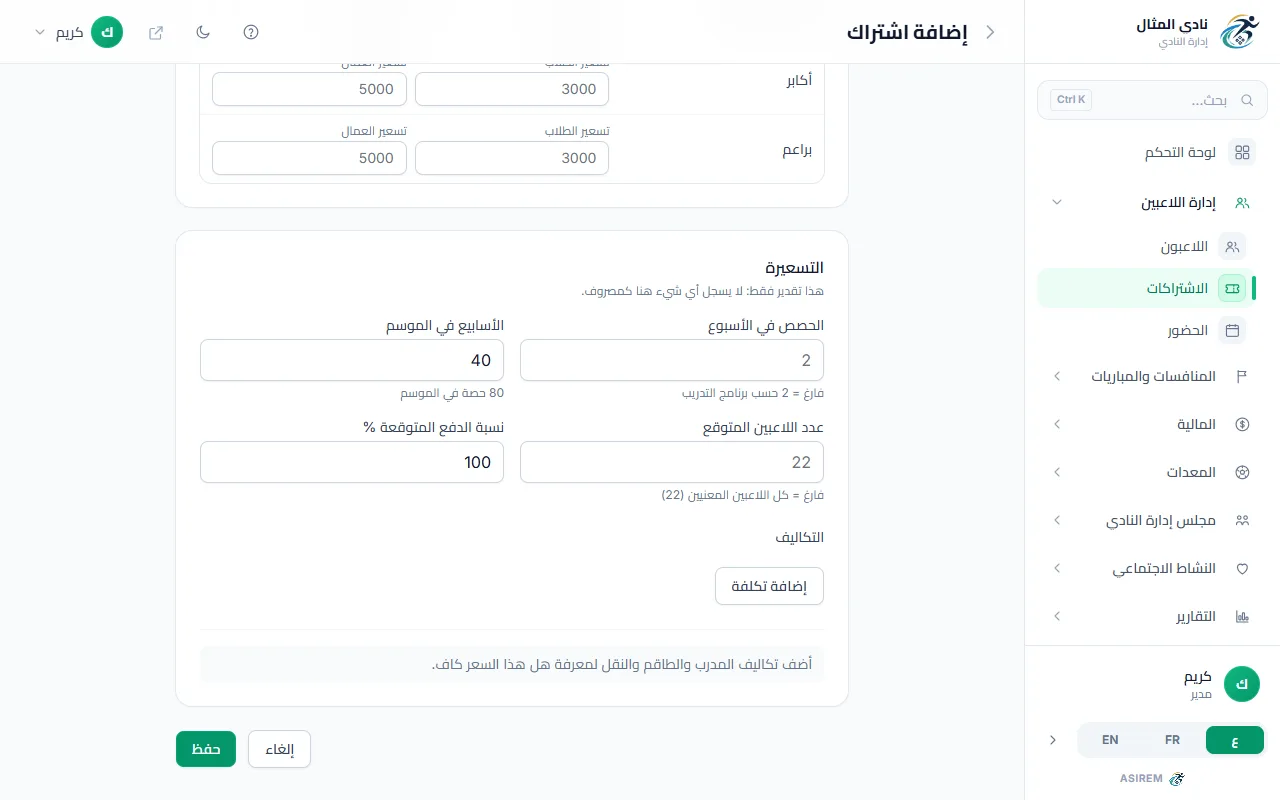 نادي المثال
إدارة النادي
بحث...
Ctrl K
لوحة التحكم
إدارة اللاعبين
اللاعبون
الاشتراكات
الحضور
المنافسات والمباريات
المالية
المعدات
مجلس إدارة النادي
النشاط الاجتماعي
التقارير
كريم
مدير
ك
ع
FR
EN
ASIREM
إضافة اشتراك
ك
كريم
تسعير الطلاب
تسعير العمال
أكابر
3000
5000
تسعير الطلاب
تسعير العمال
براعم
3000
5000
التسعيرة
هذا تقدير فقط: لا يسجل أي شيء هنا كمصروف.
الحصص في الأسبوع
الأسابيع في الموسم
2
40
فارغ = 2 حسب برنامج التدريب
80 حصة في الموسم
عدد اللاعبين المتوقع
نسبة الدفع المتوقعة %
22
100
فارغ = كل اللاعبين المعنيين (22)
التكاليف
إضافة تكلفة
أضف تكاليف المدرب والطاقم والنقل لمعرفة هل هذا السعر كاف.
إلغاء
حفظ